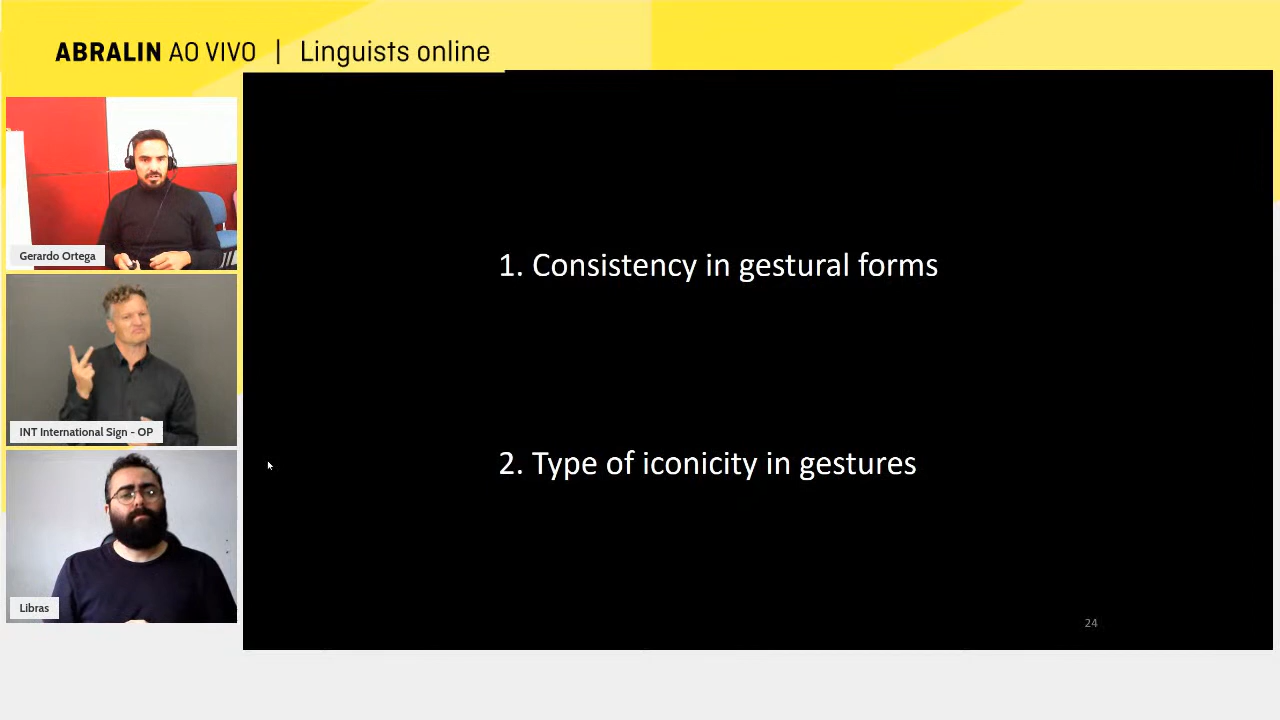 ABRALIN AO VIVO | Linguists online
Gerardo Ortega
INT International Sign - OP
Libras
1. Consistency in gestural forms
2. Type of iconicity in gestures
24